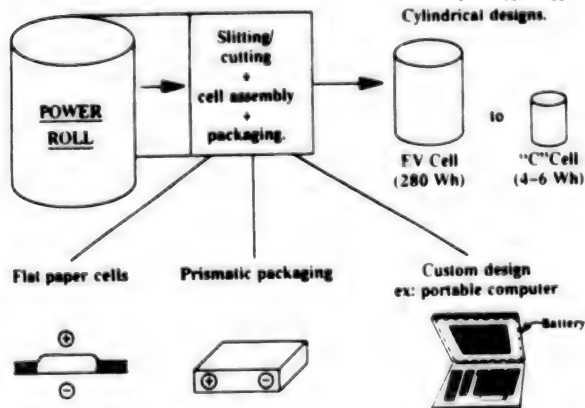 Cylindrical designs.
POWER
ROLL
Slitting/
cutting
+
cell assembly
+
packaging.
to
EV Cell
(280 Wh)
"C" Cell
(4-6 Wh)
Flat paper cells
Prismatic packaging
Custom design
ex: portable computer
Battery
+
−
+ −